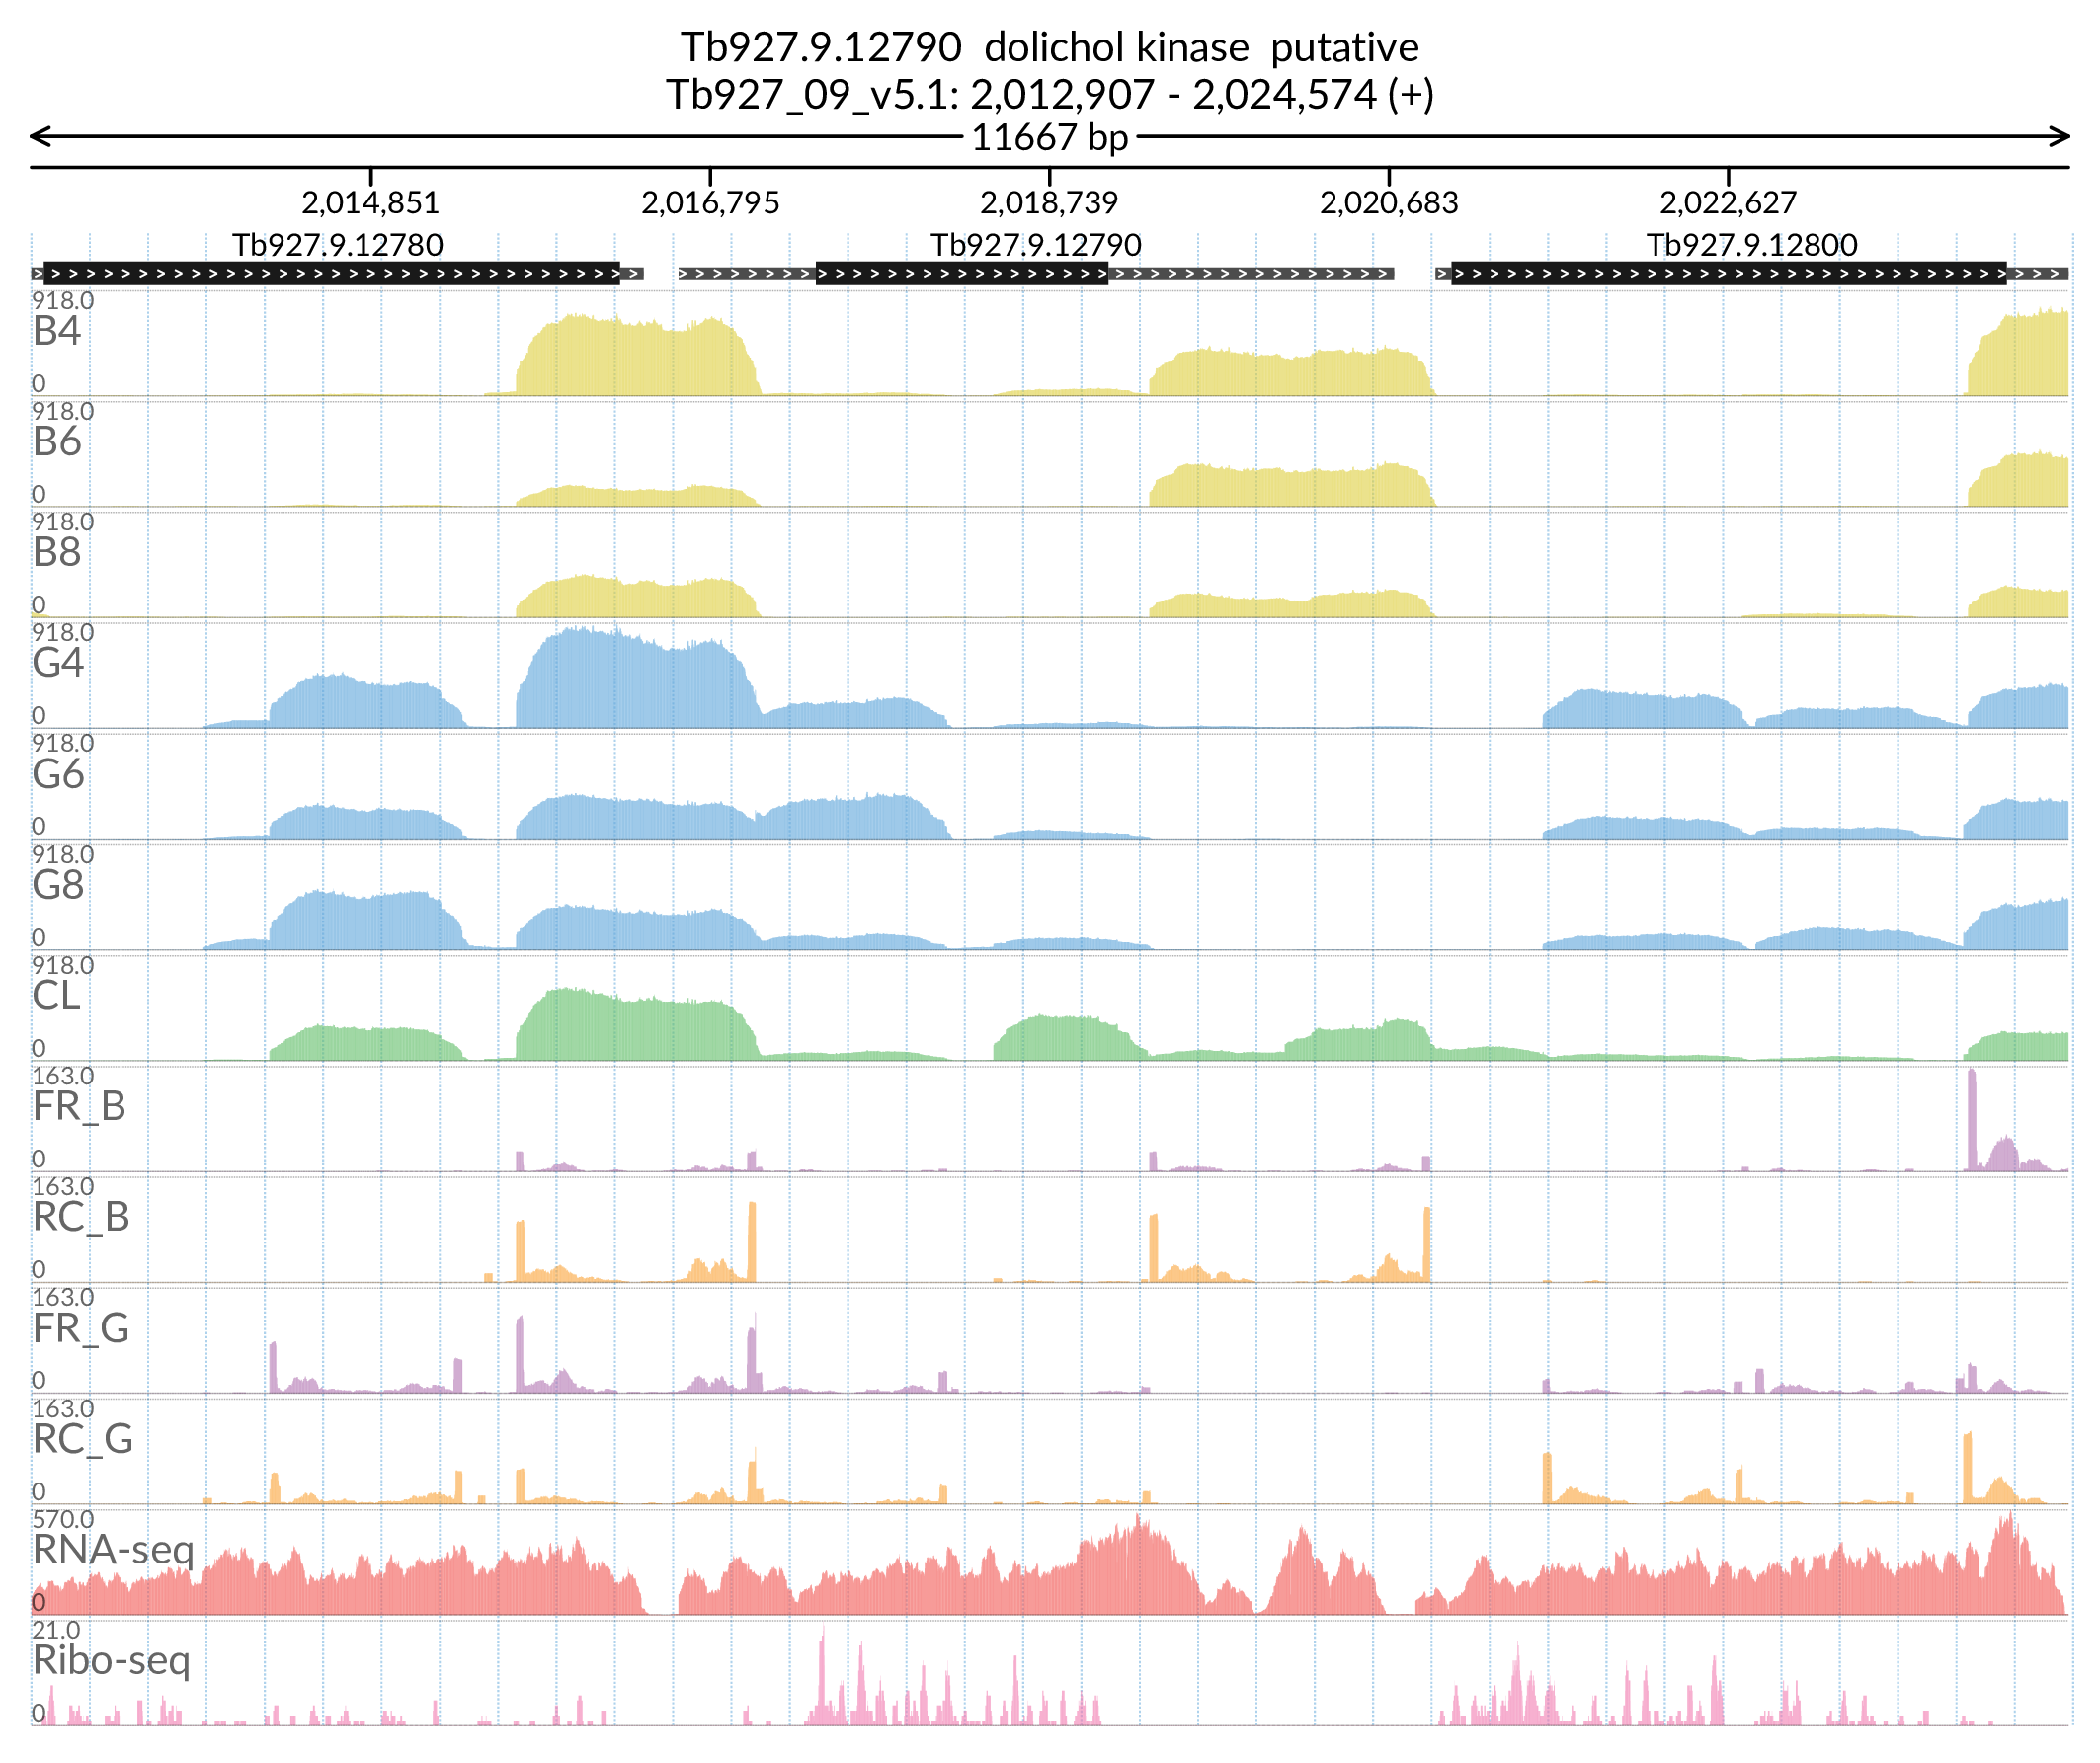 Tb927.9.12790 dolichol kinase putative
Tb927_09_v5.1: 2,012,907 - 2,024,574 (+)
11667 bp
2,014,851 2,016,795 2,018,739 2,020,683 2,022,627
Tb927.9.12780 Tb927.9.12790 Tb927.9.12800
918.0
B4
0
918.0
B6
0
918.0
B8
0
918.0
G4
0
918.0
G6
0
918.0
G8
0
918.0
CL
0
163.0
FR_B
0
163.0
RC_B
0
163.0
FR_G
0
163.0
RC_G
0
570.0
RNA-seq
0
21.0
Ribo-seq
0